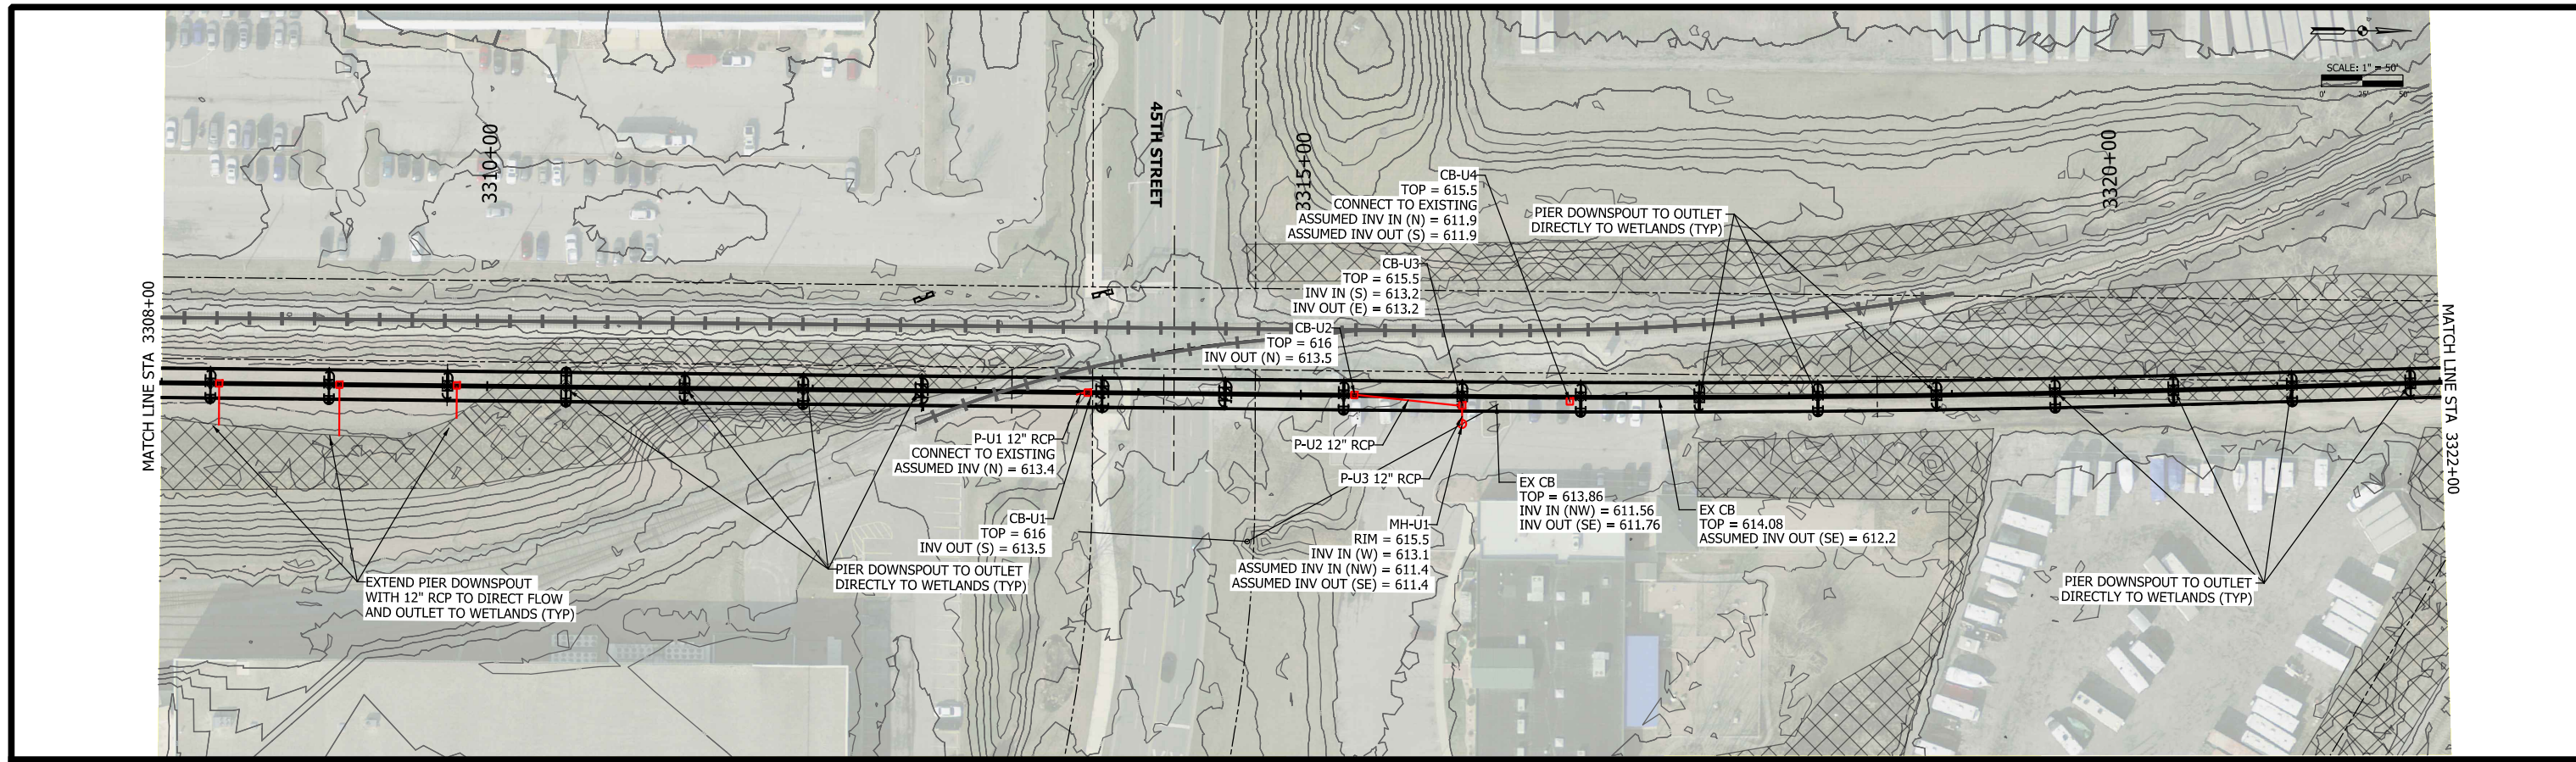 SCALE: 1" = 50'
0' 25' 50'
3310+00
45TH STREET
3315+00
3320+00
MATCH LINE STA 3308+00
MATCH LINE STA 3322+00
CB-U4
TOP = 615.5
CONNECT TO EXISTING
ASSUMED INV IN (N) = 611.9
ASSUMED INV OUT (S) = 611.9
PIER DOWNSPOUT TO OUTLET
DIRECTLY TO WETLANDS (TYP)
CB-U3
TOP = 615.5
INV IN (S) = 613.2
INV OUT (E) = 613.2
CB-U2
TOP = 616
INV OUT (N) = 613.5
P-U1 12" RCP
CONNECT TO EXISTING
ASSUMED INV (N) = 613.4
P-U2 12" RCP
P-U3 12" RCP
CB-U1
TOP = 616
INV OUT (S) = 613.5
MH-U1
RIM = 615.5
INV IN (W) = 613.1
ASSUMED INV IN (NW) = 611.4
ASSUMED INV OUT (SE) = 611.4
EX CB
TOP = 613.86
INV IN (NW) = 611.56
INV OUT (SE) = 611.76
EX CB
TOP = 614.08
ASSUMED INV OUT (SE) = 612.2
EXTEND PIER DOWNSPOUT
WITH 12" RCP TO DIRECT FLOW
AND OUTLET TO WETLANDS (TYP)
PIER DOWNSPOUT TO OUTLET
DIRECTLY TO WETLANDS (TYP)
PIER DOWNSPOUT TO OUTLET
DIRECTLY TO WETLANDS (TYP)